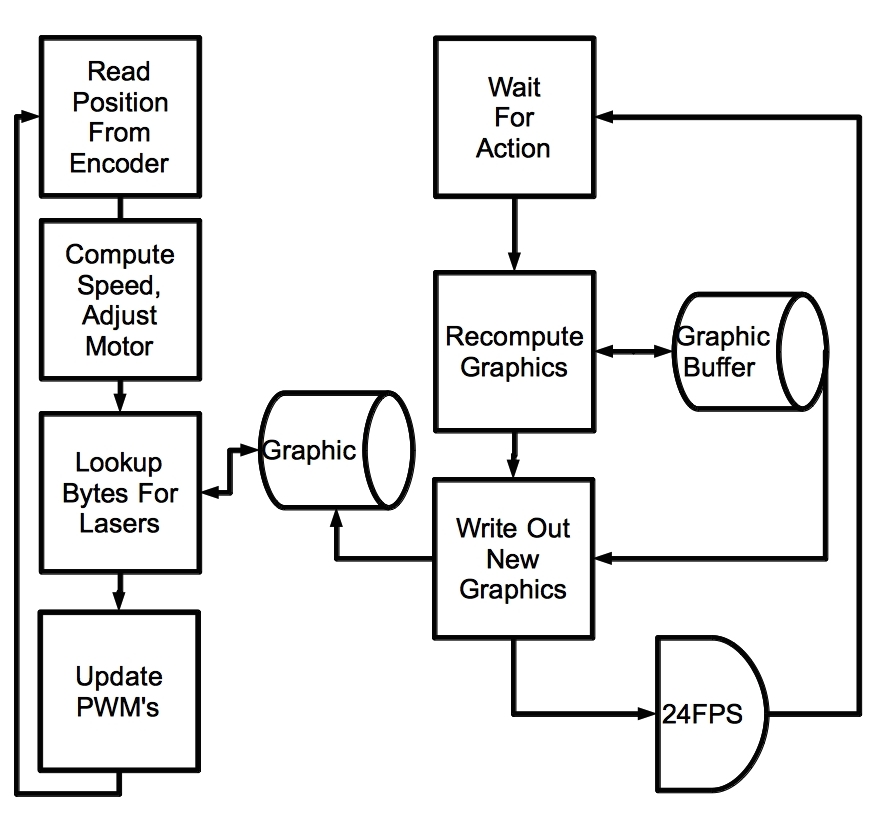 Read
Position
From
Encoder
Compute
Speed,
Adjust
Motor
Lookup
Bytes For
Lasers
Update
PWM's
Graphic
Wait
For
Action
Recompute
Graphics
Graphic
Buffer
Write Out
New
Graphics
24FPS